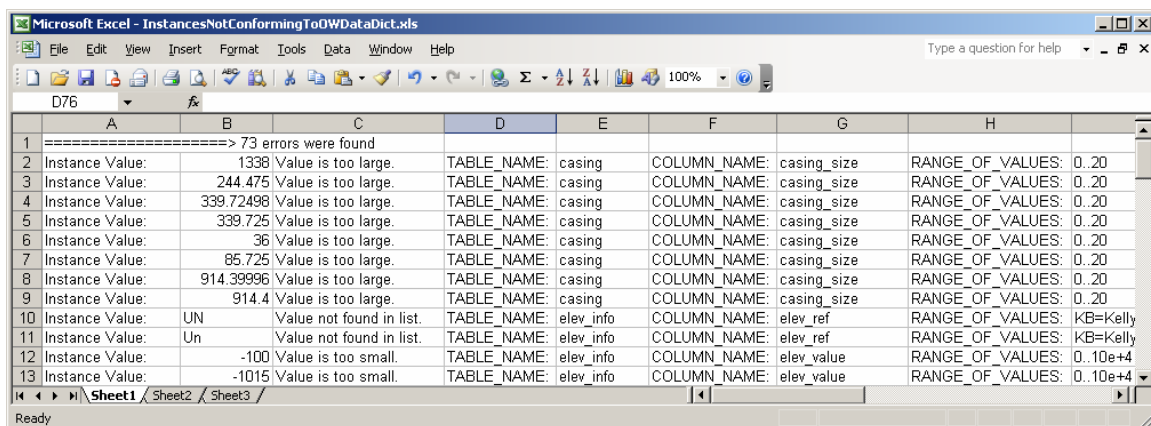 Microsoft Excel - InstancesNotConformingToOWDataDict.xls
File Edit View Insert Format Tools Data Window Help Type a question for help
100%
D76 fx
A B C D E F G H
1 =====================> 73 errors were found
2 Instance Value: 1338 Value is too large. TABLE_NAME: casing COLUMN_NAME: casing_size RANGE_OF_VALUES: 0..20
3 Instance Value: 244.475 Value is too large. TABLE_NAME: casing COLUMN_NAME: casing_size RANGE_OF_VALUES: 0..20
4 Instance Value: 339.72498 Value is too large. TABLE_NAME: casing COLUMN_NAME: casing_size RANGE_OF_VALUES: 0..20
5 Instance Value: 339.725 Value is too large. TABLE_NAME: casing COLUMN_NAME: casing_size RANGE_OF_VALUES: 0..20
6 Instance Value: 36 Value is too large. TABLE_NAME: casing COLUMN_NAME: casing_size RANGE_OF_VALUES: 0..20
7 Instance Value: 85.725 Value is too large. TABLE_NAME: casing COLUMN_NAME: casing_size RANGE_OF_VALUES: 0..20
8 Instance Value: 914.39996 Value is too large. TABLE_NAME: casing COLUMN_NAME: casing_size RANGE_OF_VALUES: 0..20
9 Instance Value: 914.4 Value is too large. TABLE_NAME: casing COLUMN_NAME: casing_size RANGE_OF_VALUES: 0..20
10 Instance Value: UN Value not found in list. TABLE_NAME: elev_info COLUMN_NAME: elev_ref RANGE_OF_VALUES: KB=Kelly
11 Instance Value: Un Value not found in list. TABLE_NAME: elev_info COLUMN_NAME: elev_ref RANGE_OF_VALUES: KB=Kelly
12 Instance Value: -100 Value is too small. TABLE_NAME: elev_info COLUMN_NAME: elev_value RANGE_OF_VALUES: 0..10e+4
13 Instance Value: -1015 Value is too small. TABLE_NAME: elev_info COLUMN_NAME: elev_value RANGE_OF_VALUES: 0..10e+4
Sheet1 Sheet2 Sheet3
Ready